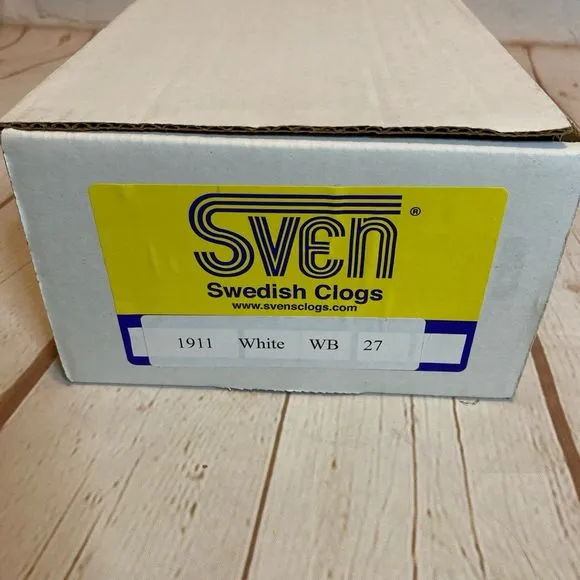 Sven®
Swedish Clogs
www.svensclogs.com
1911 White WB 27